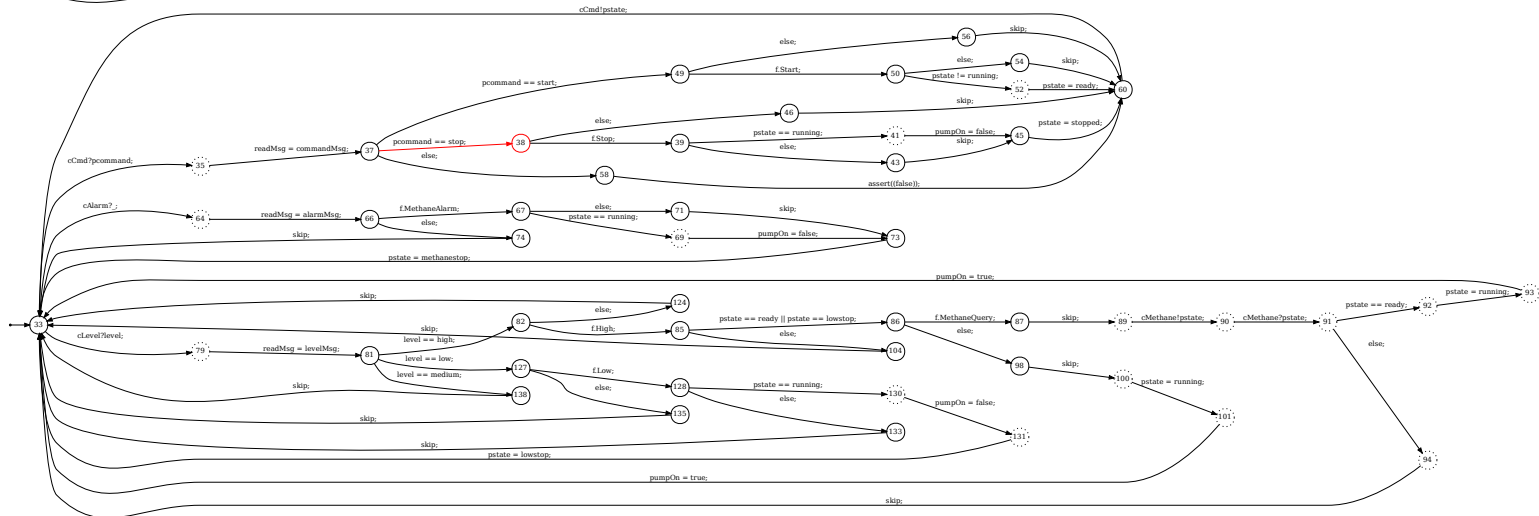 cCmd!pstate;
56
skip;
else;
54
else;
skip;
49
f.Start;
50
pstate != running;
52
pstate = ready;
60
pcommand == start;
46
skip;
else;
pstate = stopped;
pstate == running;
41
pumpOn = false;
45
readMsg = commandMsg;
37
pcommand == stop;
38
f.Stop;
39
skip;
else;
43
cCmd?pcommand;
35
else;
58
assert((false));
cAlarm?_;
64
readMsg = alarmMsg;
66
f.MethaneAlarm;
67
else;
71
skip;
pstate == running;
else;
skip;
74
69
pumpOn = false;
73
pstate = methanestop;
pumpOn = true;
93
pstate = running;
92
pstate == ready;
skip;
124
else;
33
skip;
82
f.High;
85
pstate == ready || pstate == lowstop;
86
f.MethaneQuery;
87
skip;
89
cMethane!pstate;
90
cMethane?pstate;
91
cLevel?level;
level == high;
else;
else;
else;
79
readMsg = levelMsg;
81
104
level == low;
127
f.Low;
98
skip;
100
pstate = running;
level == medium;
else;
128
pstate == running;
130
skip;
138
else;
pumpOn = false;
skip;
135
101
skip;
133
131
pstate = lowstop;
94
pumpOn = true;
skip;